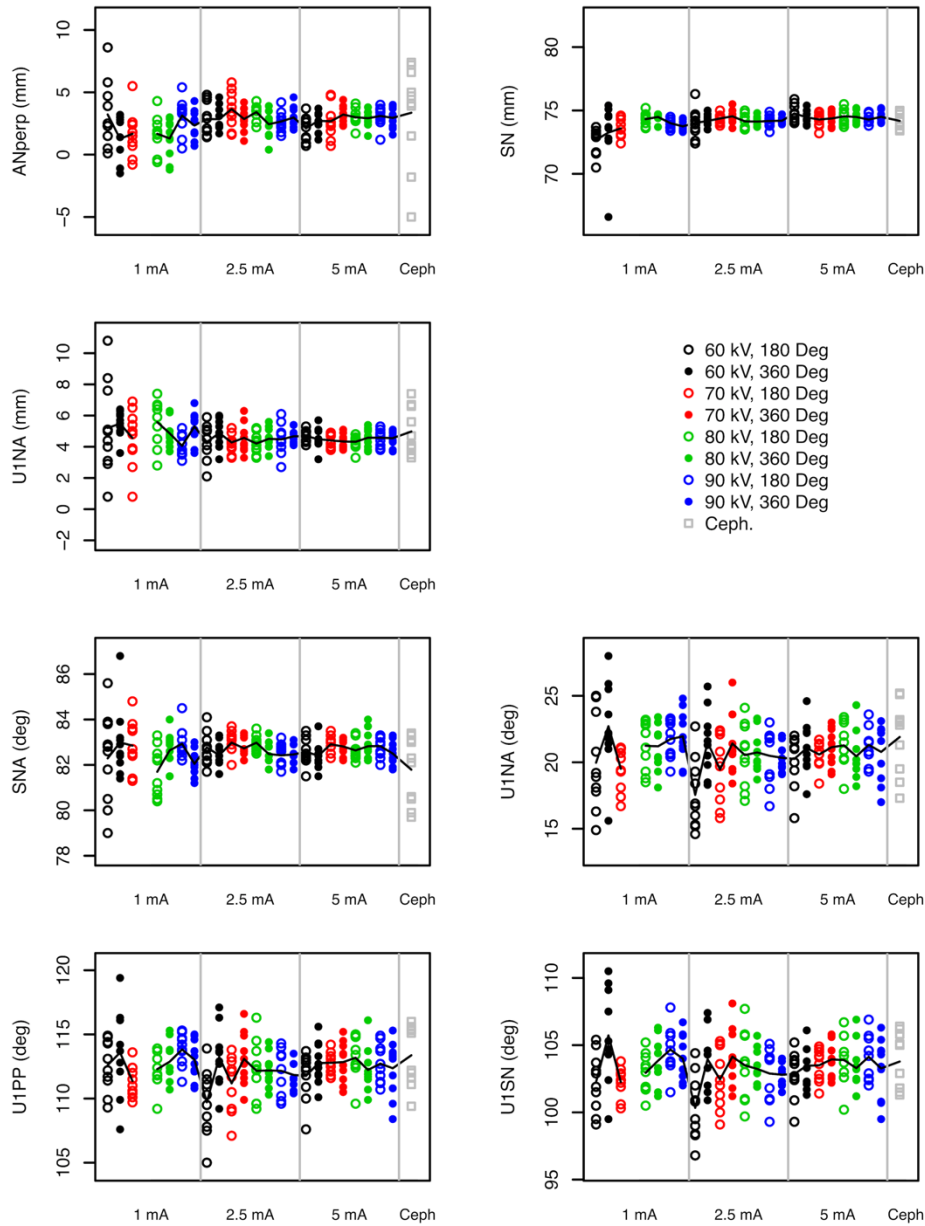 ANperp (mm)
10
5
0
−5
1 mA
2.5 mA
5 mA
Ceph
SN (mm)
80
75
70
1 mA
2.5 mA
5 mA
Ceph
U1NA (mm)
10
8
6
4
2
0
−2
1 mA
2.5 mA
5 mA
Ceph
60 kV, 180 Deg
60 kV, 360 Deg
70 kV, 180 Deg
70 kV, 360 Deg
80 kV, 180 Deg
80 kV, 360 Deg
90 kV, 180 Deg
90 kV, 360 Deg
Ceph.
SNA (deg)
86
84
82
80
78
1 mA
2.5 mA
5 mA
Ceph
U1NA (deg)
25
20
15
1 mA
2.5 mA
5 mA
Ceph
U1PP (deg)
120
115
110
105
1 mA
2.5 mA
5 mA
Ceph
U1SN (deg)
110
105
100
95
1 mA
2.5 mA
5 mA
Ceph